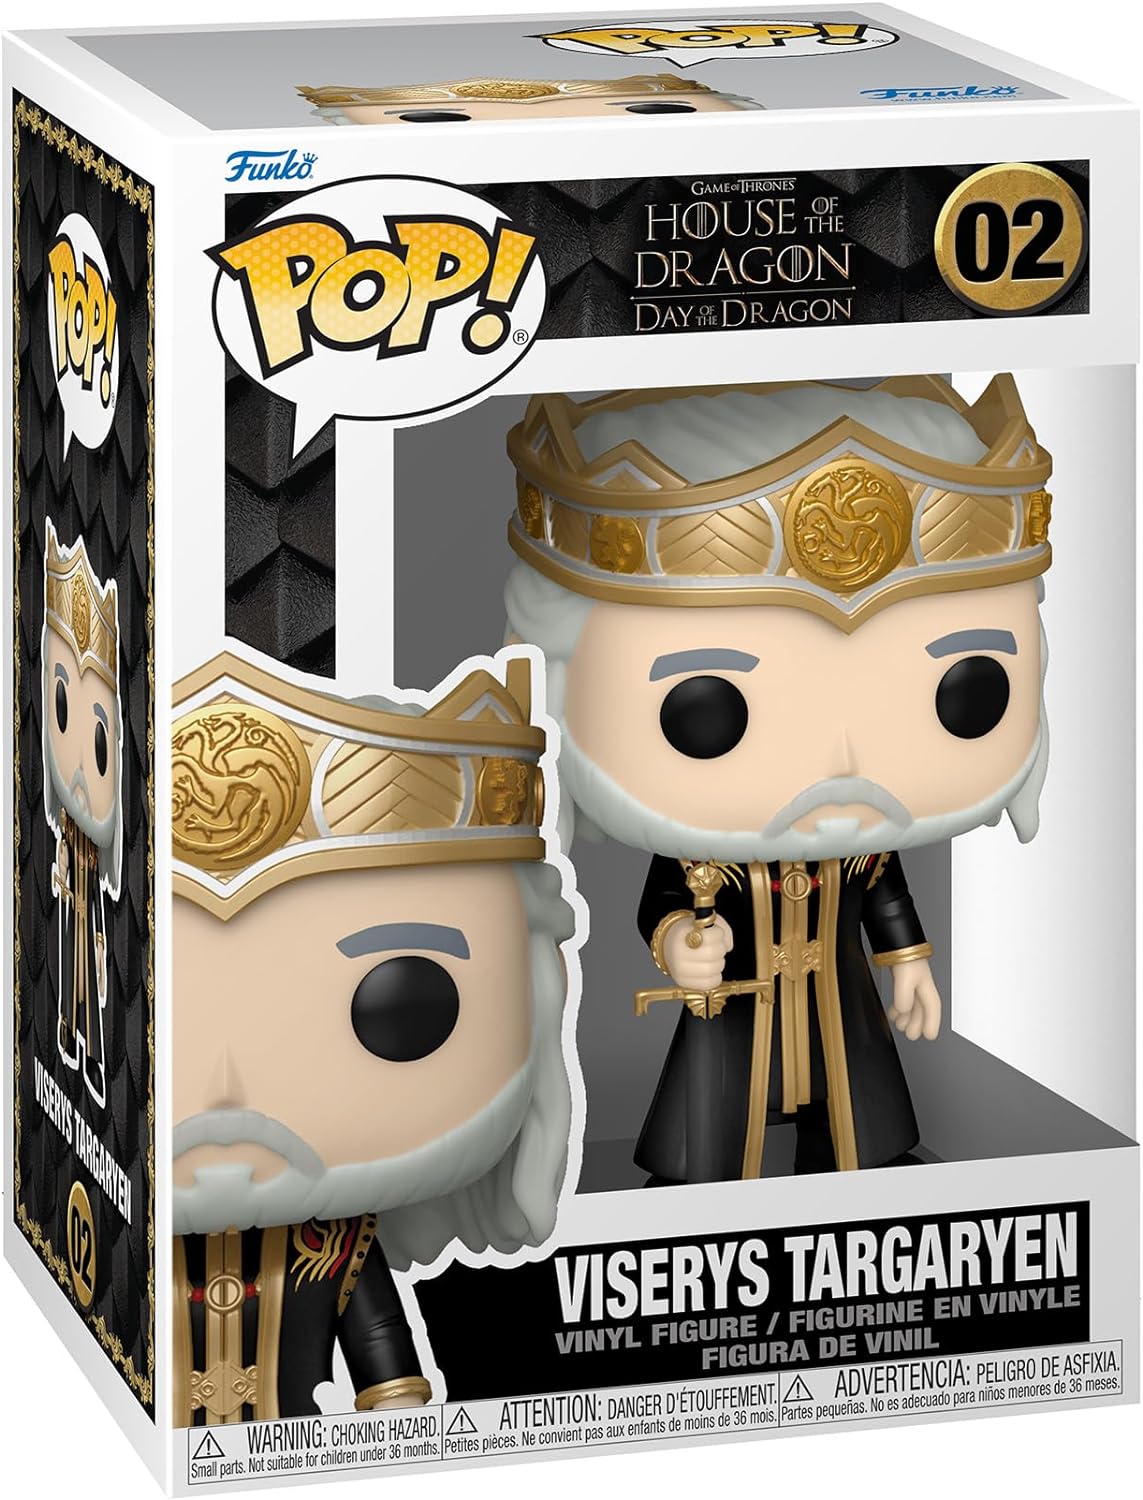 POP!
Funko
www.funko.com
Funko
POP!®
GAME OF THRONES
HOUSE OF THE DRAGON
DAY OF THE DRAGON
02
POP!
VISERYS TARGARYEN
02
VISERYS TARGARYEN
VINYL FIGURE / FIGURINE EN VINYLE
FIGURA DE VINIL
WARNING: CHOKING HAZARD.
Small parts. Not suitable for children under 36 months.
ATTENTION: DANGER D'ÉTOUFFEMENT.
Petites pièces. Ne convient pas aux enfants de moins de 36 mois.
ADVERTENCIA: PELIGRO DE ASFIXIA.
Partes pequeñas. No es adecuado para niños menores de 36 meses.